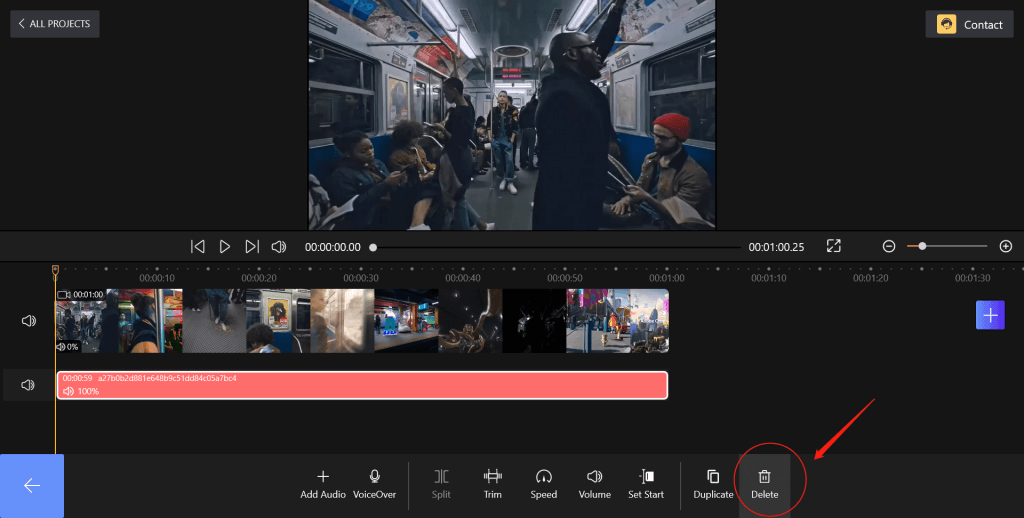 ALL PROJECTS
Contact
00:00:00.00
00:01:00.25
00:00:10
00:00:20
00:00:30
00:00:40
00:00:50
00:01:00
00:01:10
00:01:20
00:01:30
00:01:00
0%
00:00:59 a27b0b2d881e648b9c51dd84c05a7bc4
100%
Add Audio
VoiceOver
Split
Trim
Speed
Volume
Set Start
Duplicate
Delete